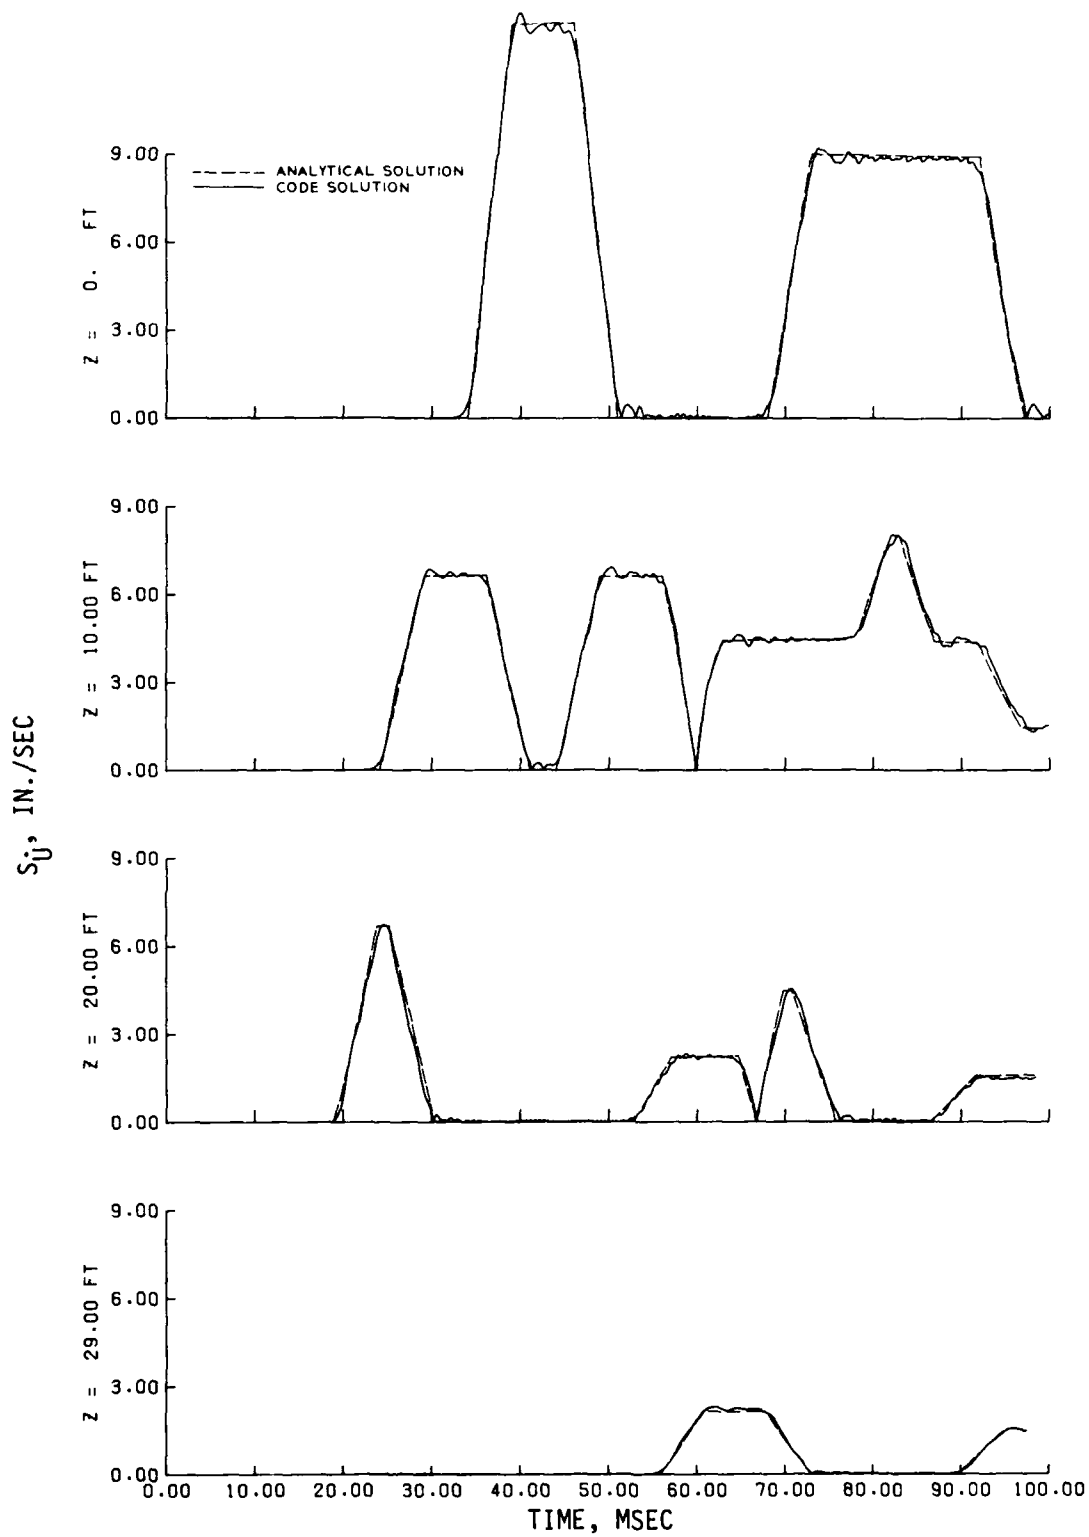 9.00
6.00
3.00
0.00
Z = 0. FT
ANALYTICAL SOLUTION
CODE SOLUTION
9.00
6.00
3.00
0.00
Z = 10.00 FT
SU̇, IN./SEC
9.00
6.00
3.00
0.00
Z = 20.00 FT
9.00
6.00
3.00
0.00
Z = 29.00 FT
0.00 10.00 20.00 30.00 40.00 50.00 60.00 70.00 80.00 90.00 100.00
TIME, MSEC